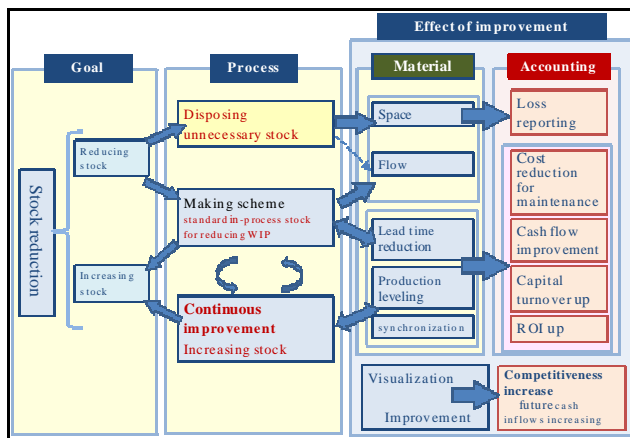 Effect of improvement
Goal
Process
Material
Accounting
Stock reduction
Reducing
stock
Increasing
stock
Disposing
unnecessary stock
Making scheme
standard in-process stock
for reducing WIP
Continuous
improvement
Increasing stock
Space
Flow
Lead time
reduction
Production
leveling
synchronization
Visualization
Improvement
Loss
reporting
Cost
reduction
for
maintenance
Cash flow
improvement
Capital
turnover up
ROI up
Competitiveness
increase
future cash
inflows increasing